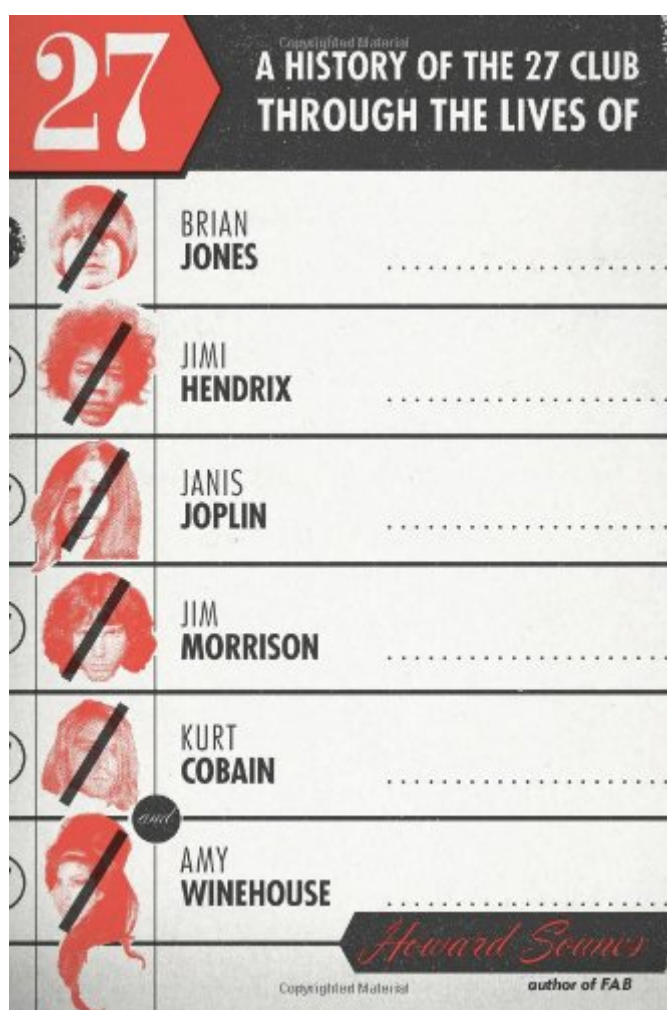 27
Copyrighted Material
A HISTORY OF THE 27 CLUB
THROUGH THE LIVES OF
BRIAN
JONES
JIMI
HENDRIX
JANIS
JOPLIN
JIM
MORRISON
KURT
COBAIN
and
AMY
WINEHOUSE
Howard Sounes
author of FAB
Copyrighted Material